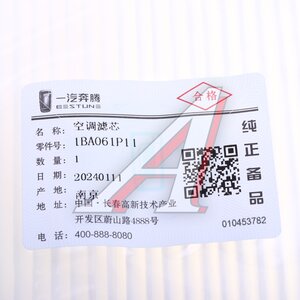 一汽奔腾
BESTUNE
合格
名称: 空调滤芯
零件号: 1BA061P11
数量: 1
日期: 20240111
产地: 南京
地址: 中国·长春高新技术产业
开发区蔚山路4888号
电话: 400-888-8080
纯正备品
010453782